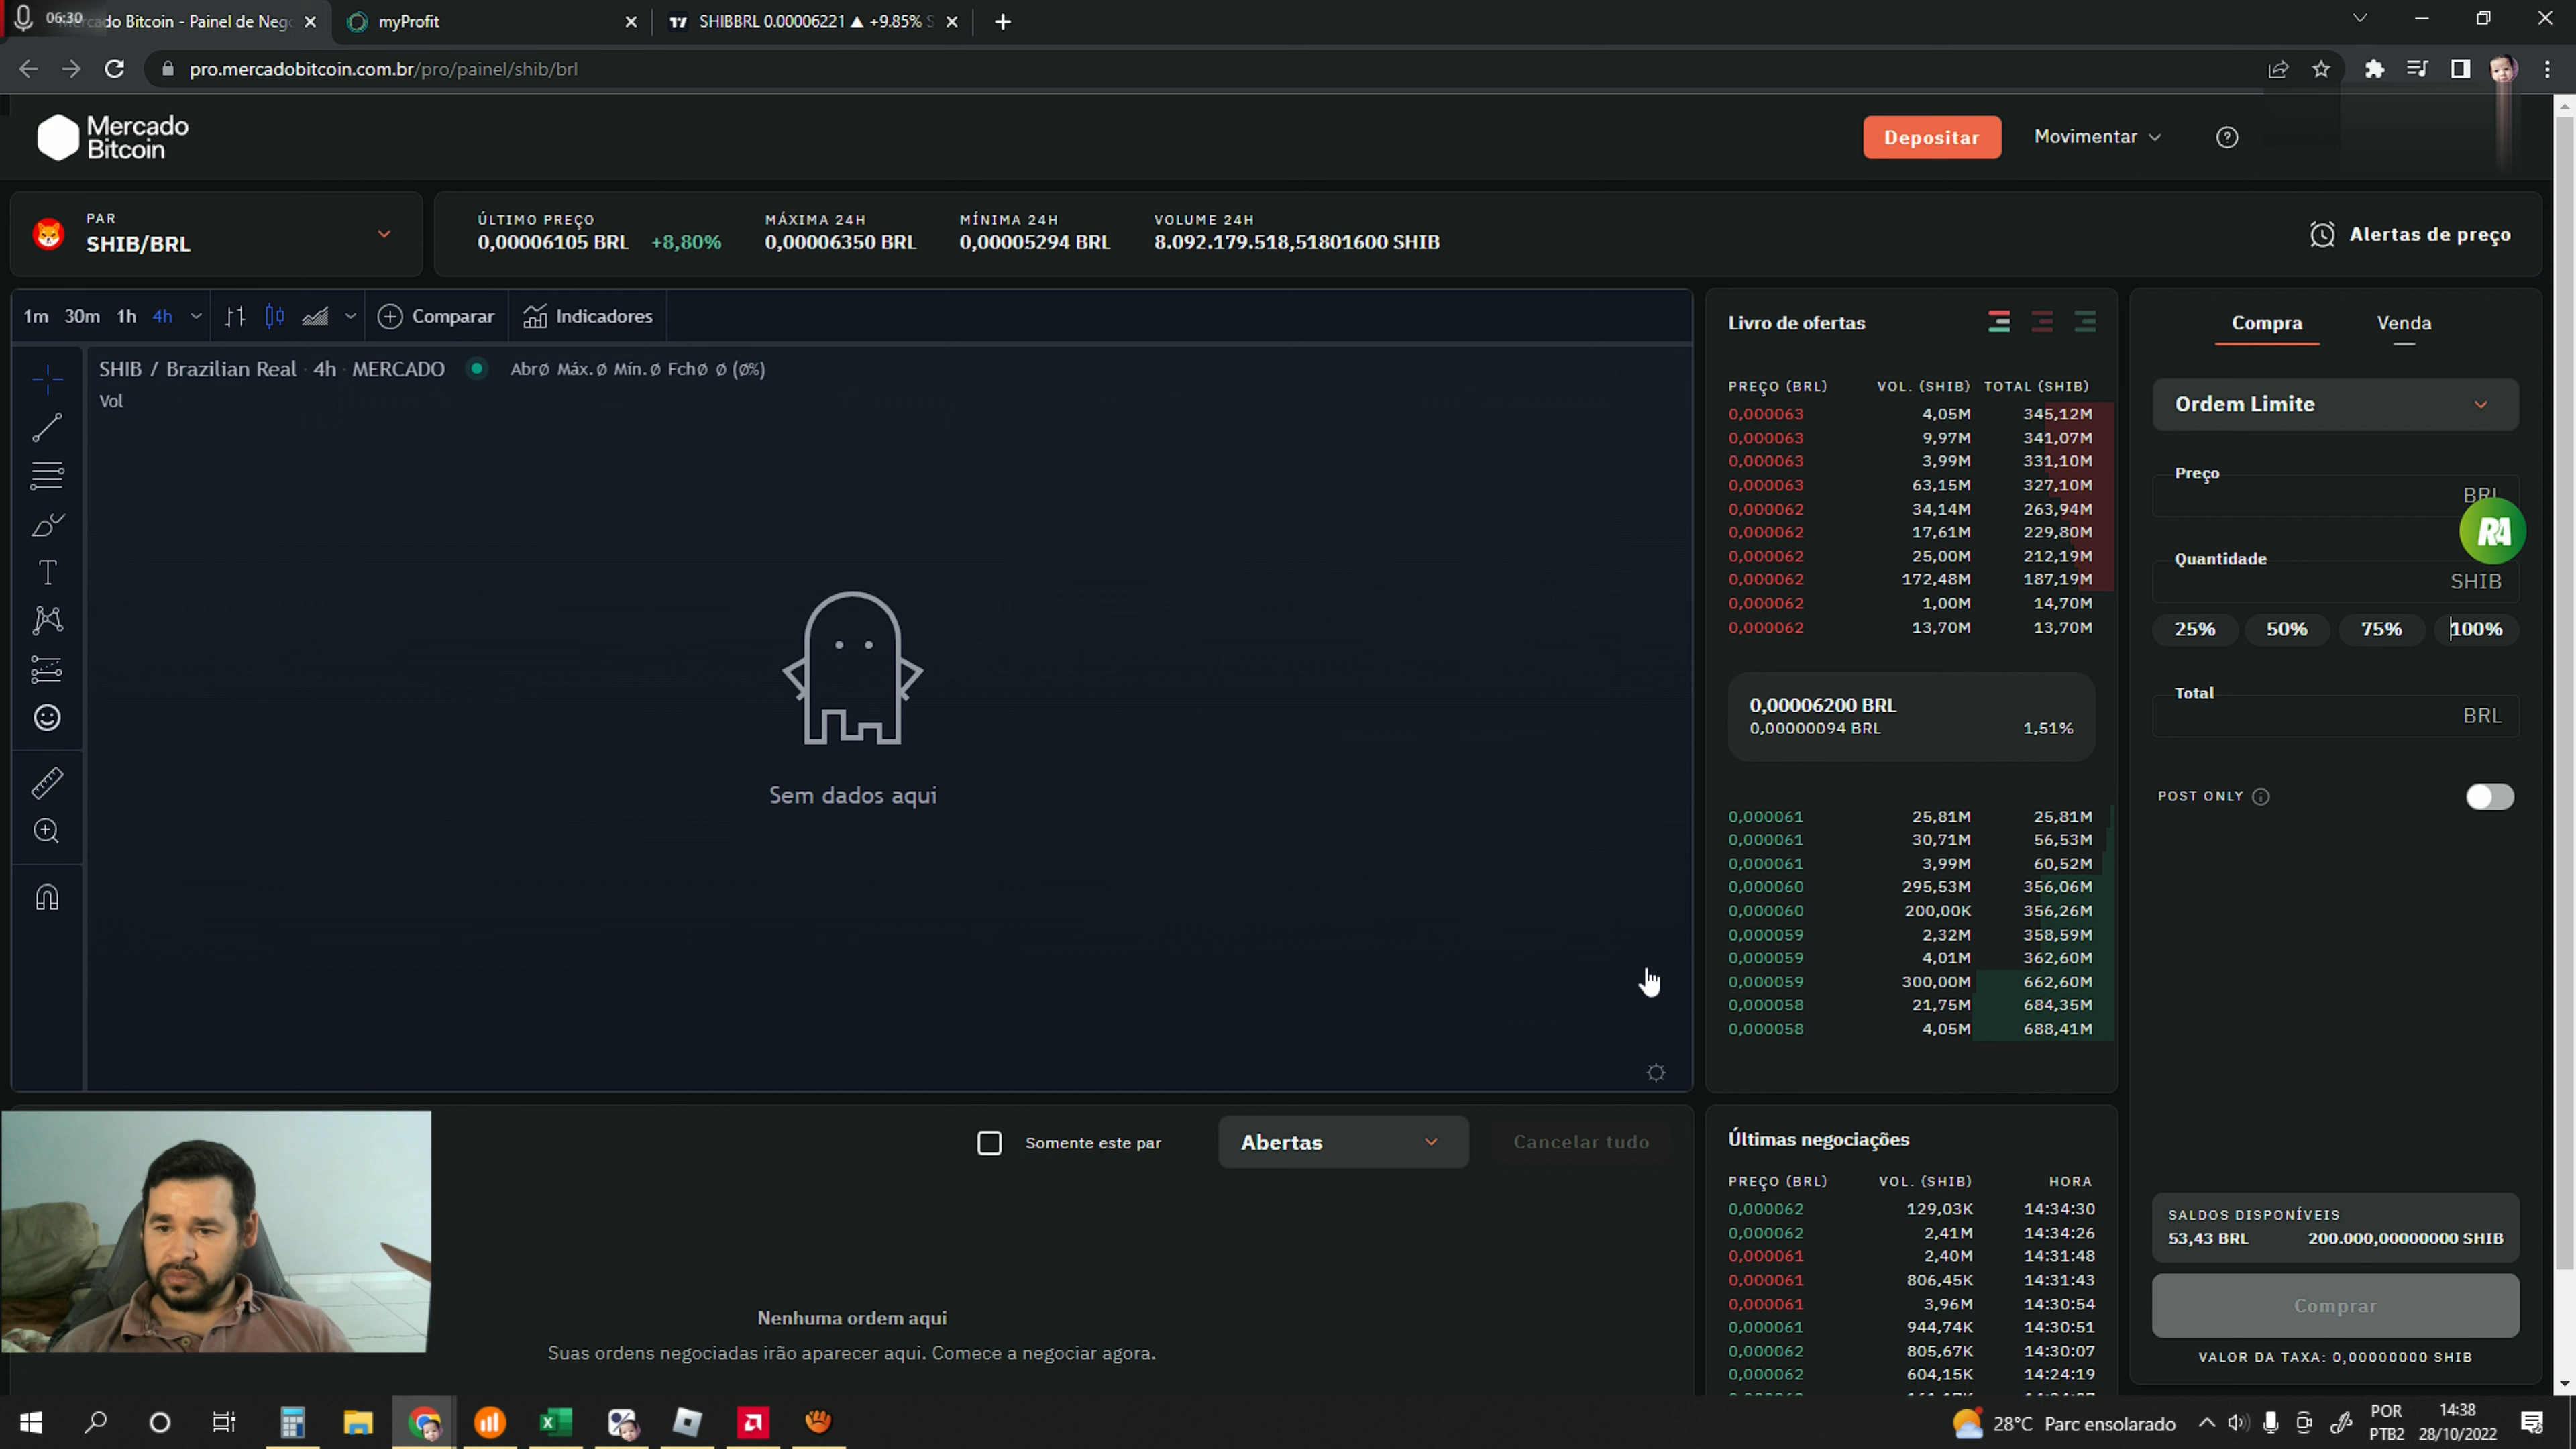 06:30
do Bitcoin - Painel de Neg
myProfit
SHIBBRL 0.00006221 ▲ +9.85% S
pro.mercadobitcoin.com.br/pro/painel/shib/brl
Mercado
Bitcoin
Depositar
Movimentar
PAR
SHIB/BRL
ÚLTIMO PREÇO
0,00006105 BRL +8,80%
MÁXIMA 24H
0,00006350 BRL
MÍNIMA 24H
0,00005294 BRL
VOLUME 24H
8.092.179.518,51801600 SHIB
Alertas de preço
1m 30m 1h 4h
Comparar
Indicadores
SHIB / Brazilian Real · 4h · MERCADO
AbrØ Máx.Ø Mín.Ø FchØ Ø (Ø%)
Vol
Sem dados aqui
Livro de ofertas
PREÇO (BRL) VOL. (SHIB) TOTAL (SHIB)
0,000063 4,05M 345,12M
0,000063 9,97M 341,07M
0,000063 3,99M 331,10M
0,000063 63,15M 327,10M
0,000062 34,14M 263,94M
0,000062 17,61M 229,80M
0,000062 25,00M 212,19M
0,000062 172,48M 187,19M
0,000062 1,00M 14,70M
0,000062 13,70M 13,70M
0,00006200 BRL
0,00000094 BRL 1,51%
0,000061 25,81M 25,81M
0,000061 30,71M 56,53M
0,000061 3,99M 60,52M
0,000060 295,53M 356,06M
0,000060 200,00K 356,26M
0,000059 2,32M 358,59M
0,000059 4,01M 362,60M
0,000059 300,00M 662,60M
0,000058 21,75M 684,35M
0,000058 4,05M 688,41M
Compra Venda
Ordem Limite
Preço
BRL
RA
Quantidade
SHIB
25% 50% 75% 100%
Total
BRL
POST ONLY
SALDOS DISPONÍVEIS
53,43 BRL 200.000,00000000 SHIB
Comprar
VALOR DA TAXA: 0,00000000 SHIB
Somente este par
Abertas
Cancelar tudo
Nenhuma ordem aqui
Suas ordens negociadas irão aparecer aqui. Comece a negociar agora.
Últimas negociações
PREÇO (BRL) VOL. (SHIB) HORA
0,000062 129,03K 14:34:30
0,000062 2,41M 14:34:26
0,000061 2,40M 14:31:48
0,000061 806,45K 14:31:43
0,000061 3,96M 14:30:54
0,000061 944,74K 14:30:51
0,000062 805,67K 14:30:07
0,000062 604,15K 14:24:19
28°C Parc ensolarado
POR
PTB2
14:38
28/10/2022